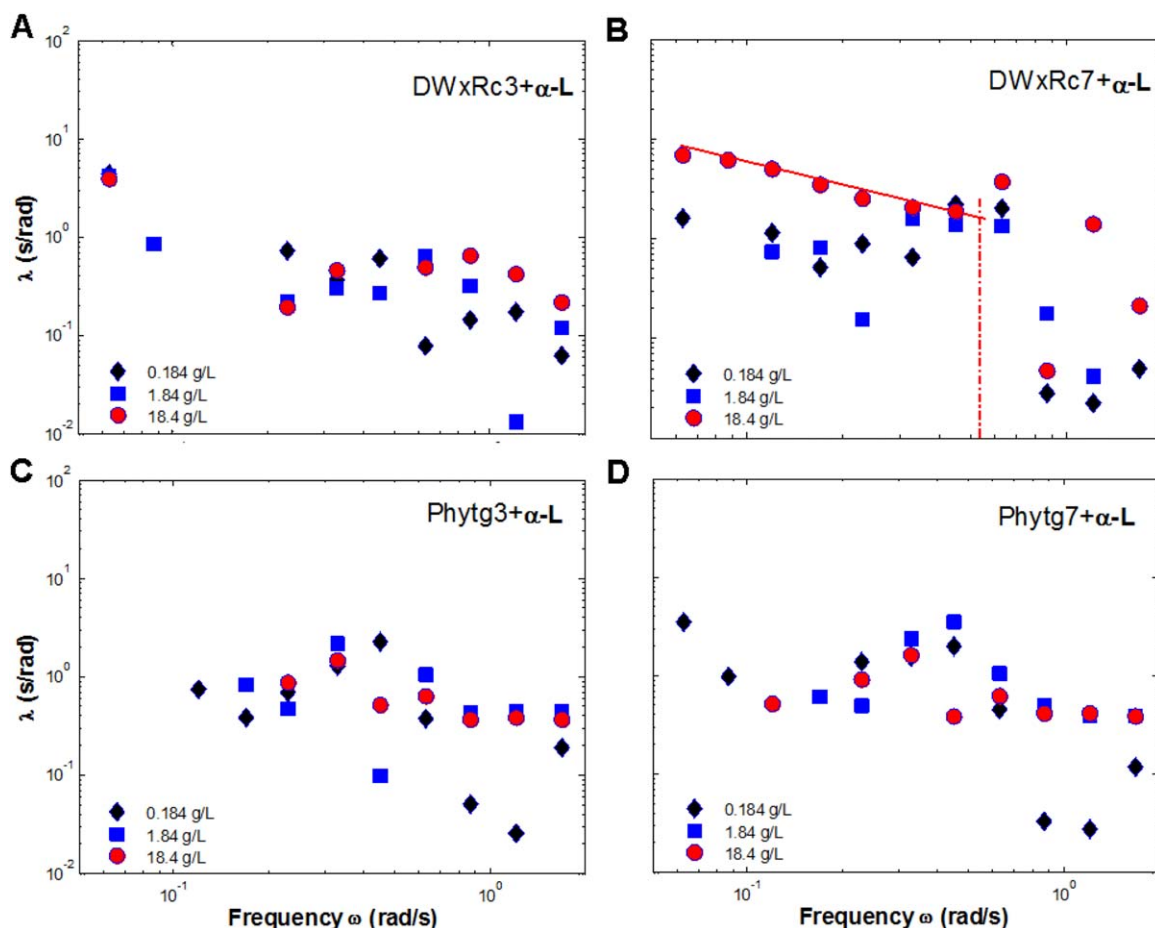 A
DWxRc3+α-L
10²
10¹
10⁰
10⁻¹
10⁻²
λ (s/rad)
0.184 g/L
1.84 g/L
18.4 g/L
B
DWxRc7+α-L
0.184 g/L
1.84 g/L
18.4 g/L
C
Phytg3+α-L
10²
10¹
10⁰
10⁻¹
10⁻²
λ (s/rad)
0.184 g/L
1.84 g/L
18.4 g/L
10⁻¹
10⁰
Frequency ω (rad/s)
D
Phytg7+α-L
0.184 g/L
1.84 g/L
18.4 g/L
10⁻¹
10⁰
Frequency ω (rad/s)